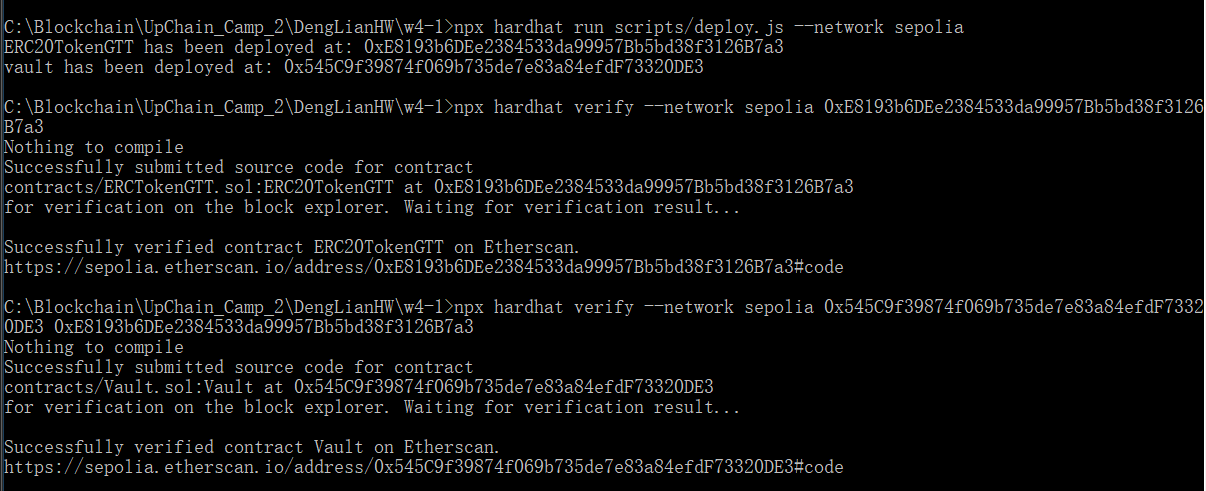 C:\Blockchain\UpChain_Camp_2\DengLianHW\w4-1>npx hardhat run scripts/deploy.js --network sepolia
ERC20TokenGTT has been deployed at: 0xE8193b6DEe2384533da99957Bb5bd38f3126B7a3
vault has been deployed at: 0x545C9f39874f069b735de7e83a84efdF73320DE3
C:\Blockchain\UpChain_Camp_2\DengLianHW\w4-1>npx hardhat verify --network sepolia 0xE8193b6DEe2384533da99957Bb5bd38f3126
B7a3
Nothing to compile
Successfully submitted source code for contract
contracts/ERCTokenGTT.sol:ERC20TokenGTT at 0xE8193b6DEe2384533da99957Bb5bd38f3126B7a3
for verification on the block explorer. Waiting for verification result...
Successfully verified contract ERC20TokenGTT on Etherscan.
https://sepolia.etherscan.io/address/0xE8193b6DEe2384533da99957Bb5bd38f3126B7a3#code
C:\Blockchain\UpChain_Camp_2\DengLianHW\w4-1>npx hardhat verify --network sepolia 0x545C9f39874f069b735de7e83a84efdF7332
0DE3 0xE8193b6DEe2384533da99957Bb5bd38f3126B7a3
Nothing to compile
Successfully submitted source code for contract
contracts/Vault.sol:Vault at 0x545C9f39874f069b735de7e83a84efdF73320DE3
for verification on the block explorer. Waiting for verification result...
Successfully verified contract Vault on Etherscan.
https://sepolia.etherscan.io/address/0x545C9f39874f069b735de7e83a84efdF73320DE3#code